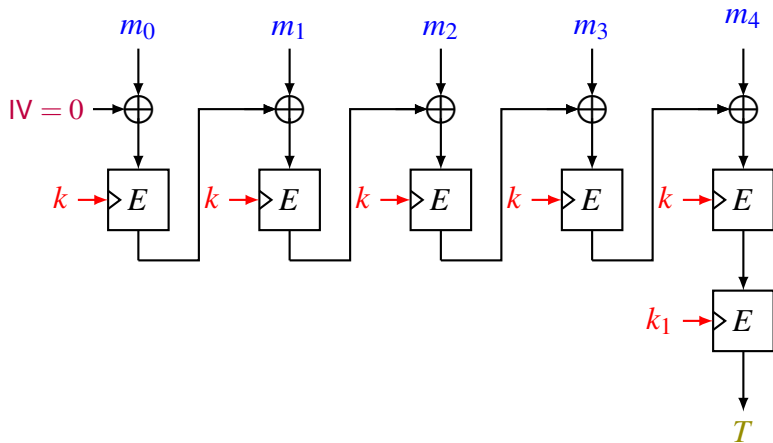 m₀ m₁ m₂ m₃ m₄
IV = 0
k E k E k E k E k E
k₁ E
T